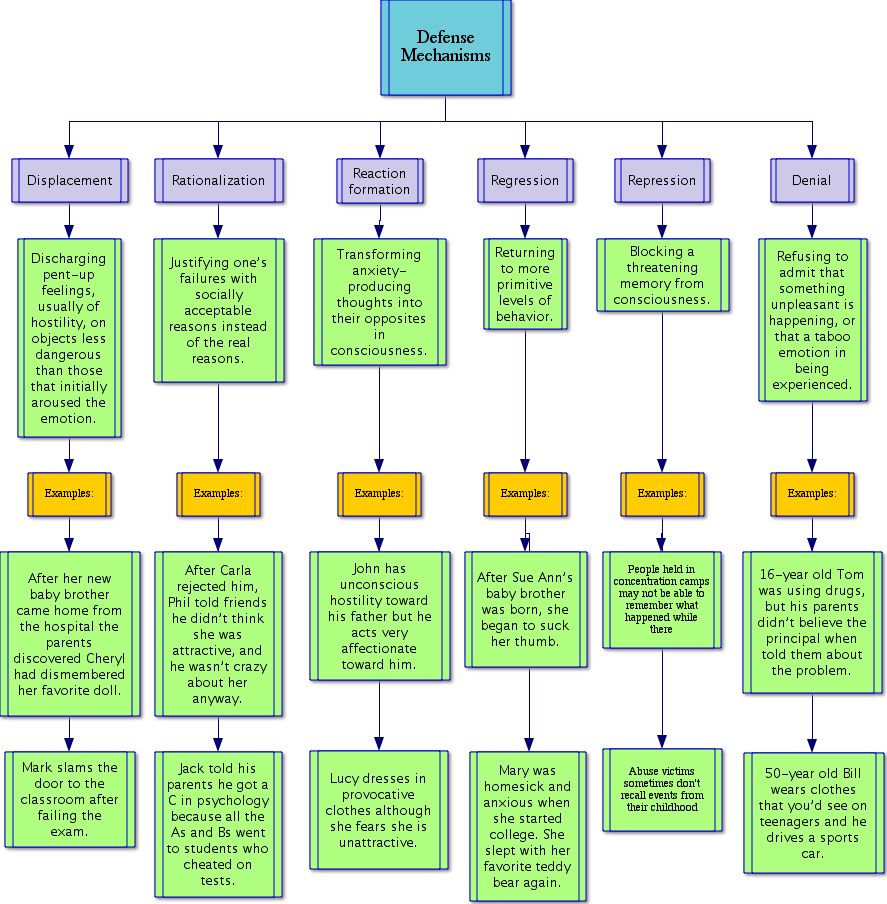 Defense
Mechanisms
Displacement
Rationalization
Reaction
formation
Regression
Repression
Denial
Discharging
pent-up
feelings,
usually of
hostility, on
objects less
dangerous
than those
that initially
aroused the
emotion.
Justifying one's
failures with
socially
acceptable
reasons instead
of the real
reasons.
Transforming
anxiety-
producing
thoughts into
their opposites
in
consciousness.
Returning
to more
primitive
levels of
behavior.
Blocking a
threatening
memory from
consciousness.
Refusing to
admit that
something
unpleasant is
happening, or
that a taboo
emotion in
being
experienced.
Examples:
Examples:
Examples:
Examples:
Examples:
Examples:
After her new
baby brother
came home from
the hospital the
parents
discovered Cheryl
had dismembered
her favorite doll.
After Carla
rejected him,
Phil told friends
he didn't think
she was
attractive, and
he wasn't crazy
about her
anyway.
John has
unconscious
hostility toward
his father but he
acts very
affectionate
toward him.
After Sue Ann's
baby brother
was born, she
began to suck
her thumb.
People held in
concentration camps
may not be able to
remember what
happened while
there
16-year old Tom
was using drugs,
but his parents
didn't believe the
principal when
told them about
the problem.
Mark slams the
door to the
classroom after
failing the
exam.
Jack told his
parents he got a
C in psychology
because all the
As and Bs went
to students who
cheated on
tests.
Lucy dresses in
provocative
clothes although
she fears she is
unattractive.
Mary was
homesick and
anxious when
she started
college. She
slept with her
favorite teddy
bear again.
Abuse victims
sometimes don't
recall events from
their childhood
50-year old Bill
wears clothes
that you'd see on
teenagers and he
drives a sports
car.